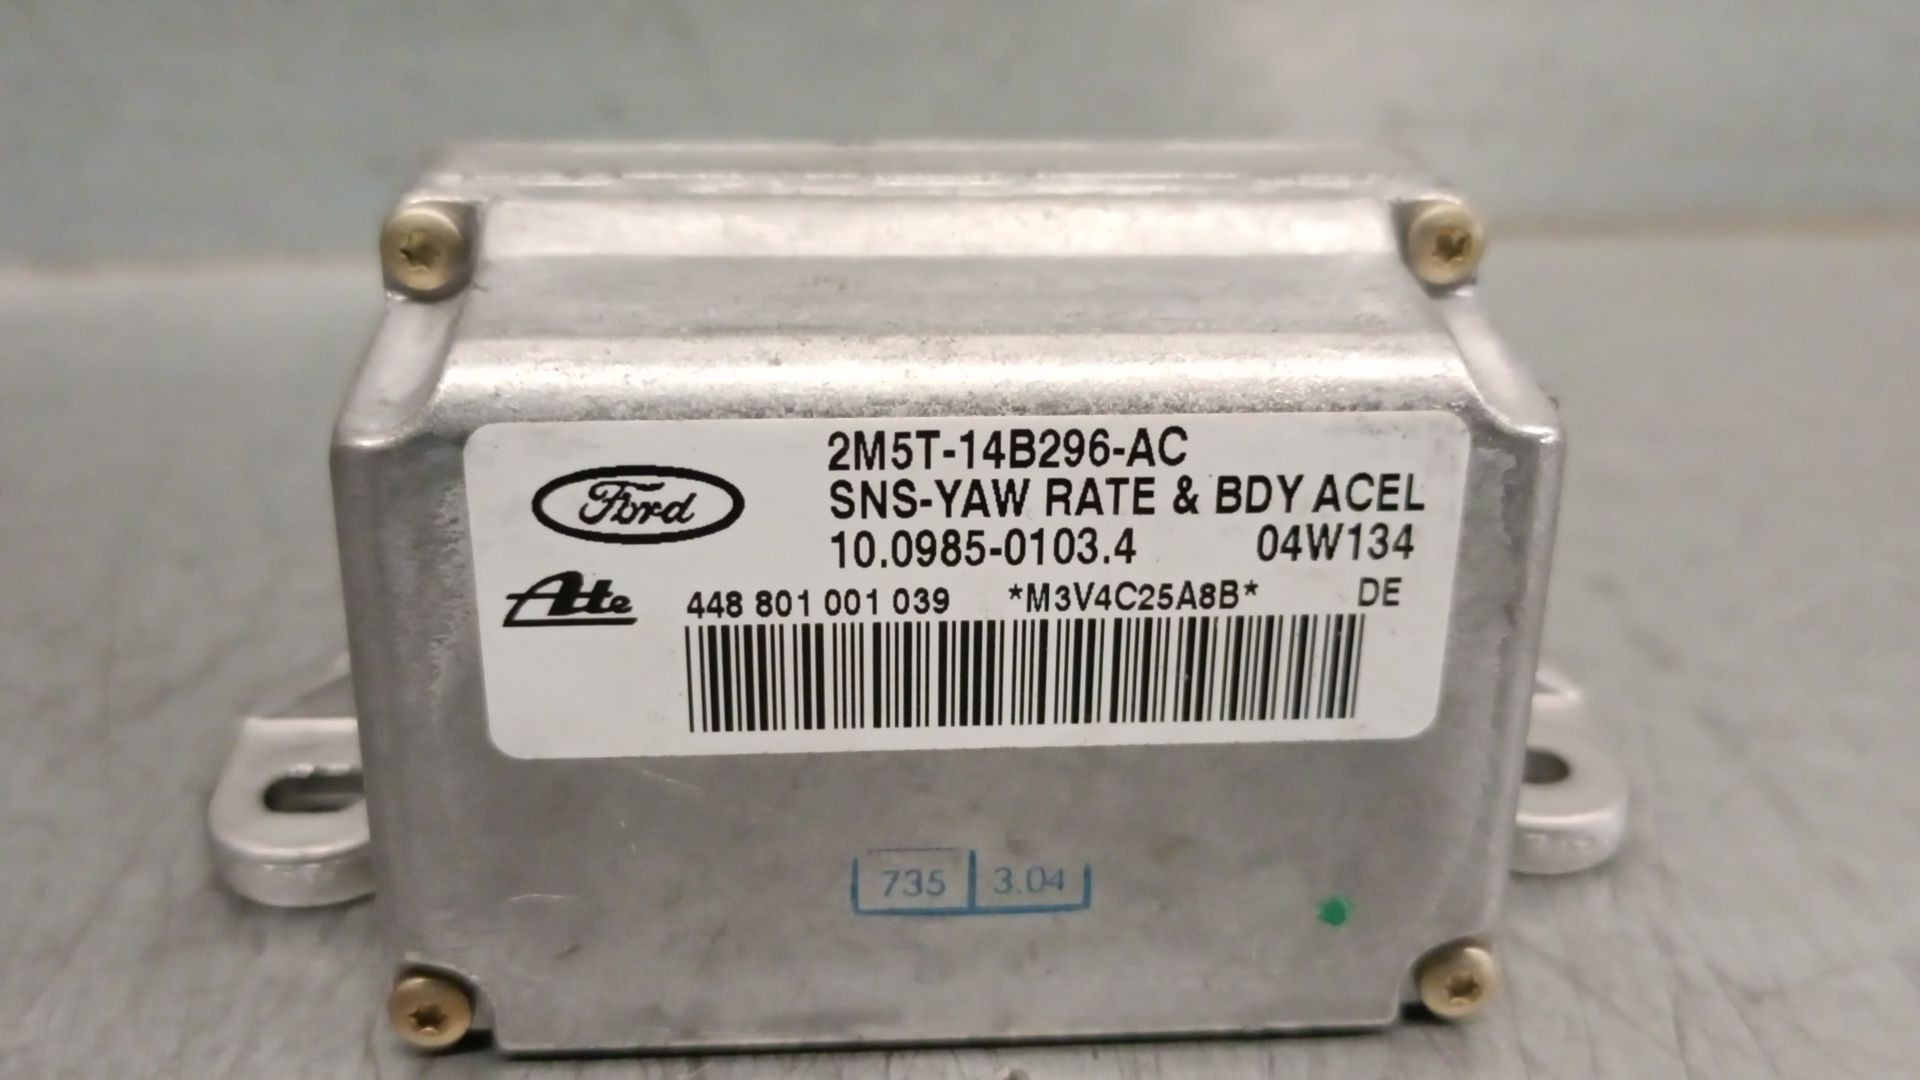 2M5T-14B296-AC
Ford
SNS-YAW RATE & BDY ACEL
10.0985-0103.4 04W134
Ate
448 801 001 039 *M3V4C25A8B* DE
735 3.04